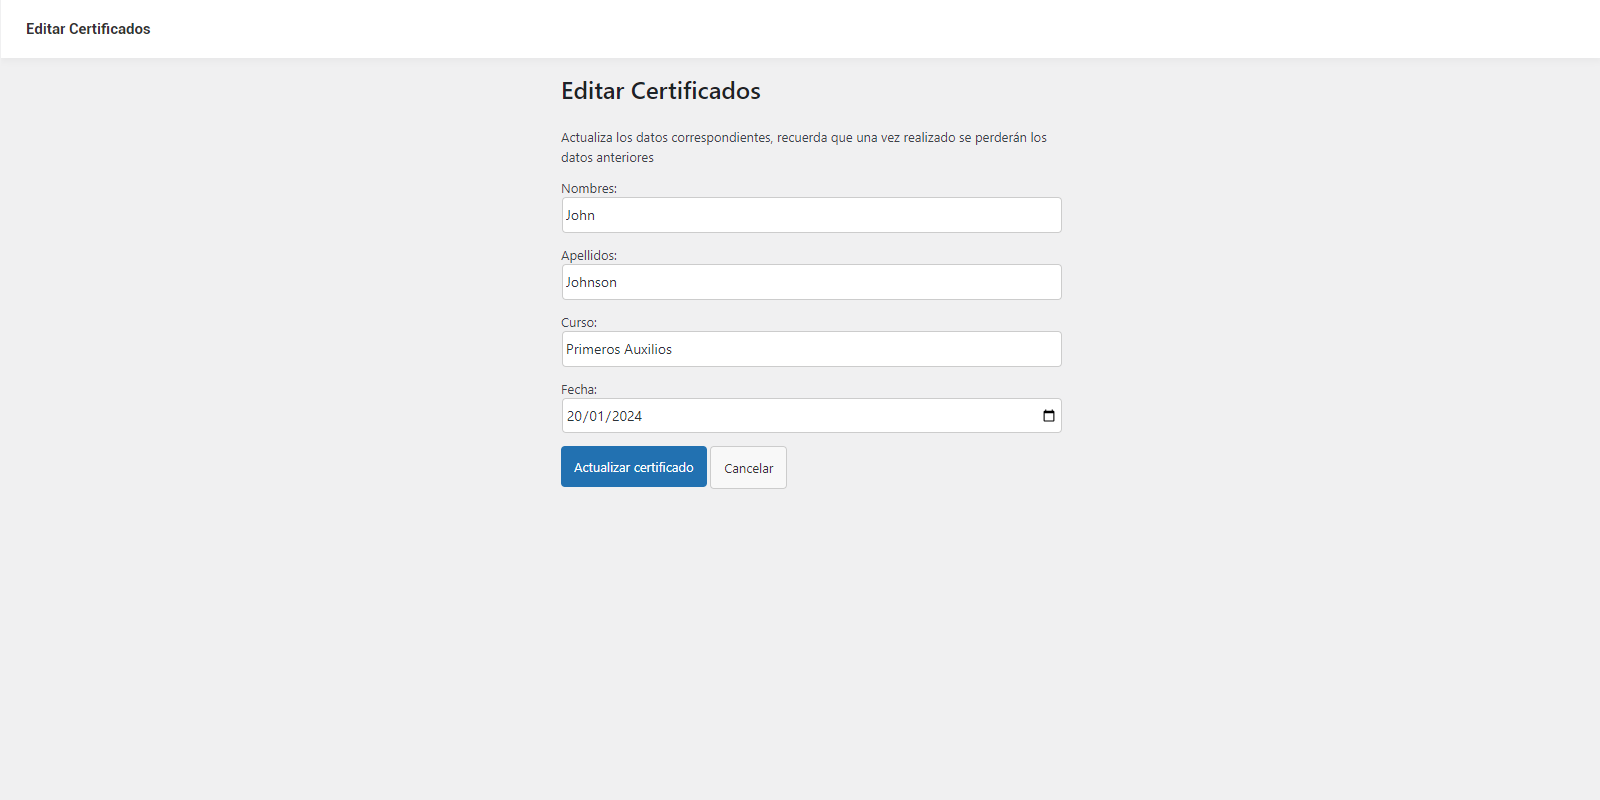 Editar Certificados
Editar Certificados
Actualiza los datos correspondientes, recuerda que una vez realizado se perderán los
datos anteriores
Nombres:
John
Apellidos:
Johnson
Curso:
Primeros Auxilios
Fecha:
20/01/2024
Actualizar certificado Cancelar